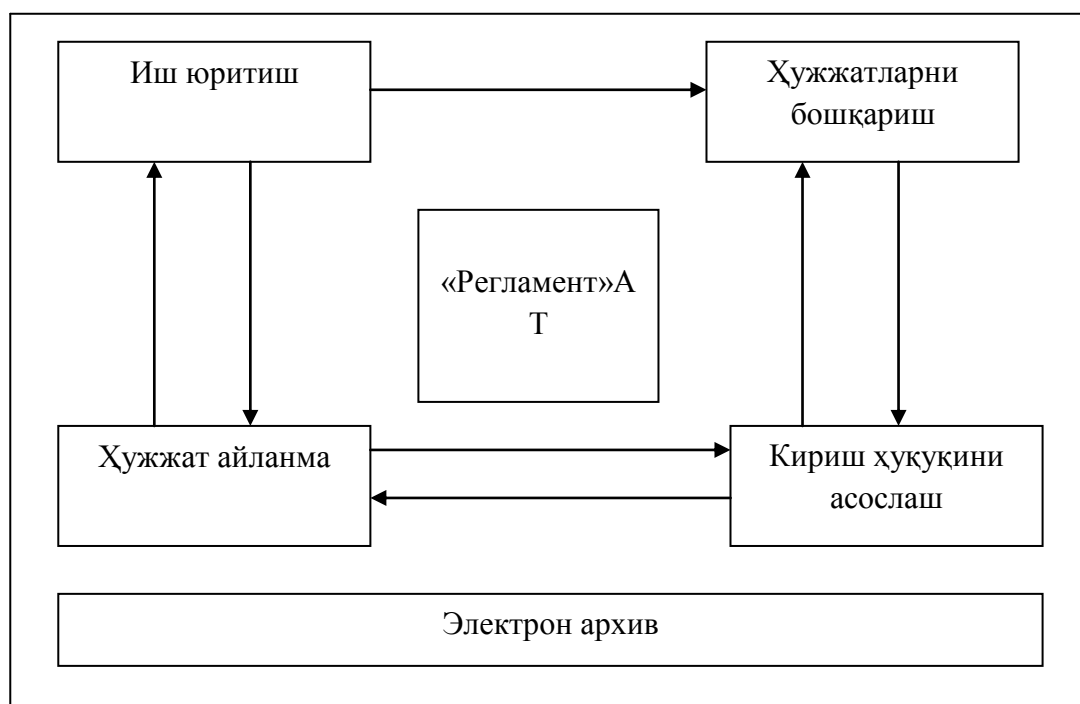 Иш юритиш
Ҳужжатларни
бошқариш
«Регламент»А
Т
Ҳужжат айланма
Кириш ҳуқуқини
асослаш
Электрон архив